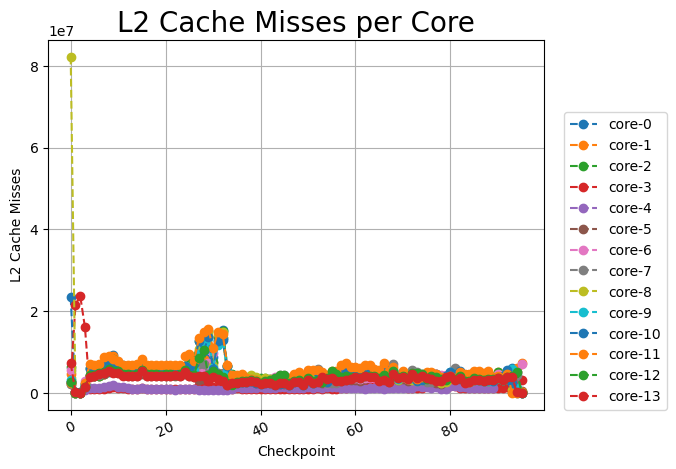 L2 Cache Misses per Core
1e7
8
6
4
2
0
L2 Cache Misses
0
20
40
60
80
Checkpoint
core-0
core-1
core-2
core-3
core-4
core-5
core-6
core-7
core-8
core-9
core-10
core-11
core-12
core-13